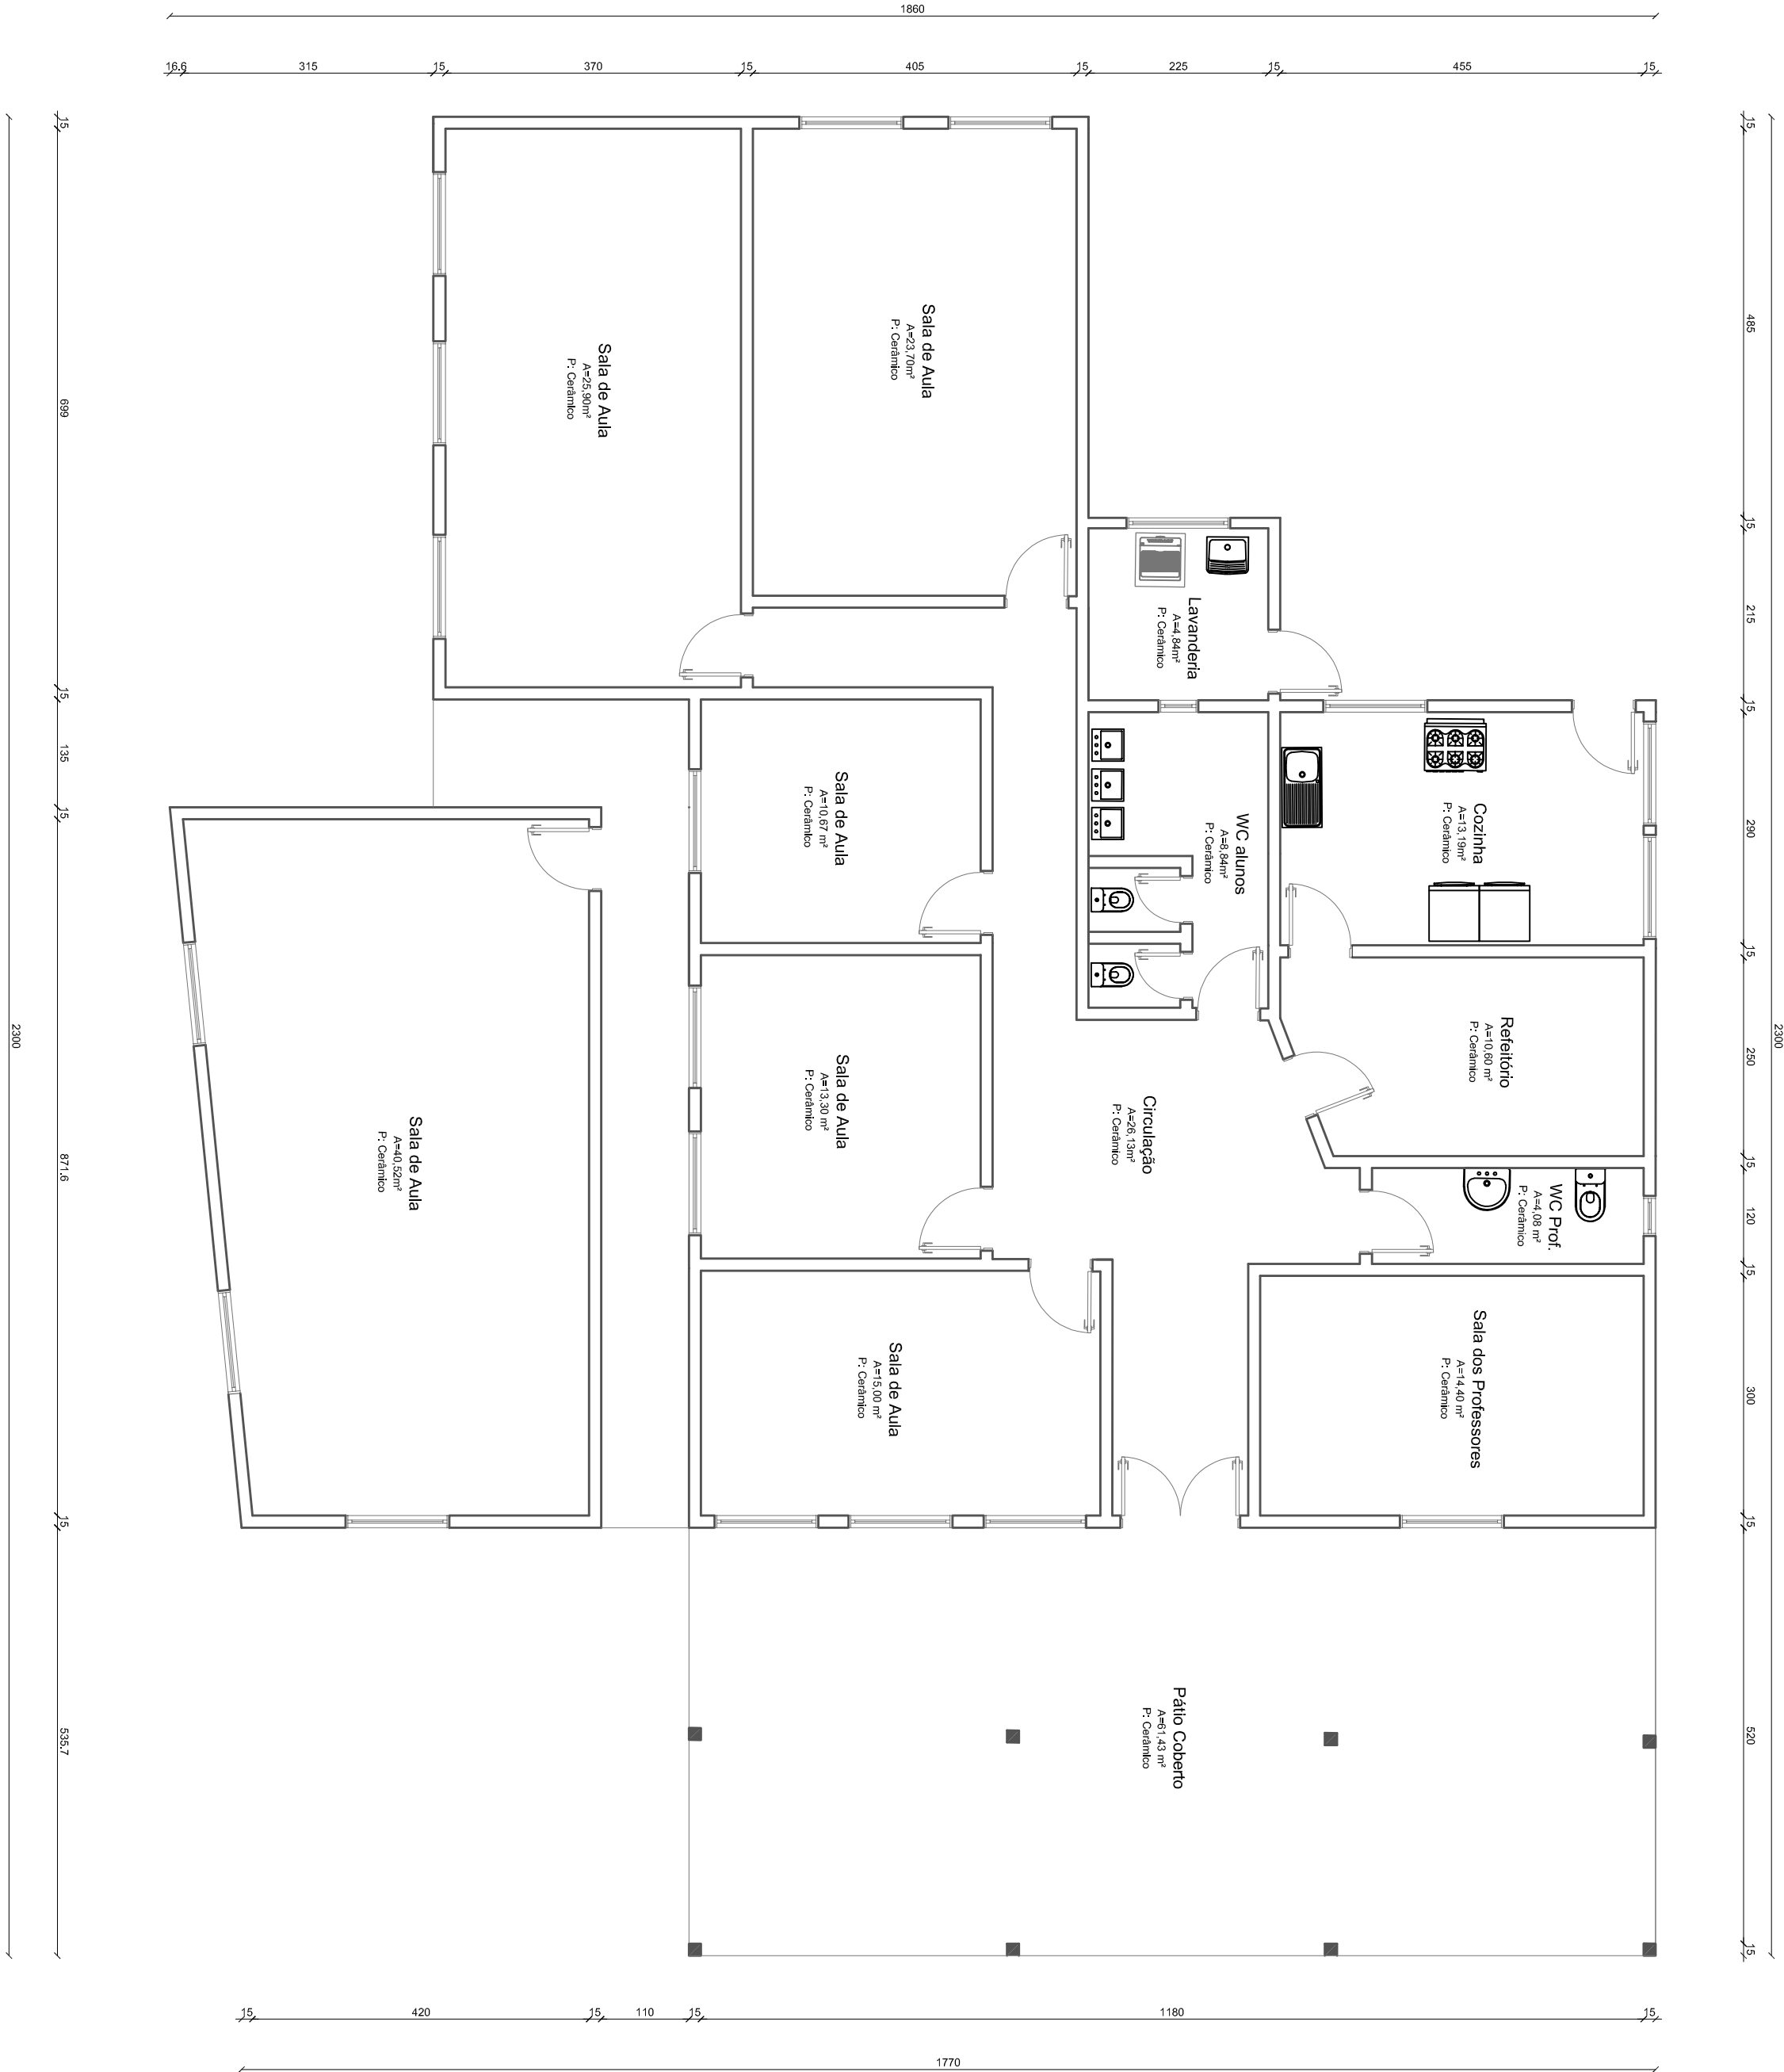 1860
16.6
315
15
370
15
405
15
225
15
455
15
15
699
15
135
15
871.6
15
535.7
2300
15
485
15
215
15
290
15
250
15
120
15
300
15
520
15
2300
Sala de Aula
A=25,90m²
P: Cerâmico
Sala de Aula
A=23,70m²
P: Cerâmico
Lavanderia
A=4,84m²
P: Cerâmico
Sala de Aula
A=10,67 m²
P: Cerâmico
WC alunos
A=8,84m²
P: Cerâmico
Cozinha
A=13,19m²
P: Cerâmico
Sala de Aula
A=40,52m²
P: Cerâmico
Sala de Aula
A=13,30 m²
P: Cerâmico
Circulação
A=26,13m²
P: Cerâmico
Refeitório
A=10,60 m²
P: Cerâmico
WC Prof.
A=4,08 m²
P: Cerâmico
Sala de Aula
A=15,00 m²
P: Cerâmico
Sala dos Professores
A=14,40 m²
P: Cerâmico
Pátio Coberto
A=61,43 m²
P: Cerâmico
15
420
15
110
15
1180
15
1770